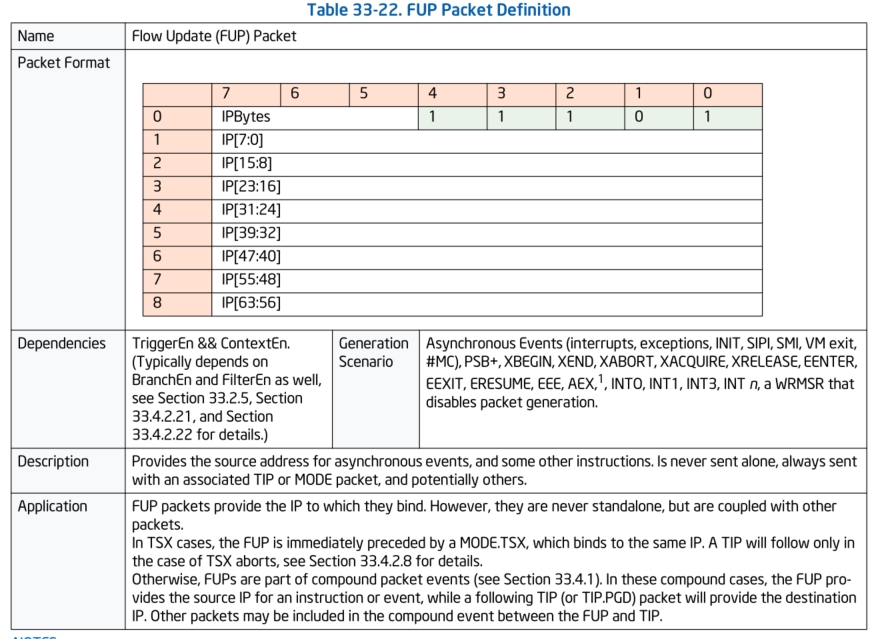 Table 33-22. FUP Packet Definition
Name Flow Update (FUP) Packet
Packet Format
7 6 5 4 3 2 1 0
0 IPBytes 1 1 1 0 1
1 IP[7:0]
2 IP[15:8]
3 IP[23:16]
4 IP[31:24]
5 IP[39:32]
6 IP[47:40]
7 IP[55:48]
8 IP[63:56]
Dependencies
TriggerEn && ContextEn.
(Typically depends on
BranchEn and FilterEn as well,
see Section 33.2.5, Section
33.4.2.21, and Section
33.4.2.22 for details.)
Generation
Scenario
Asynchronous Events (interrupts, exceptions, INIT, SIPI, SMI, VM exit,
#MC), PSB+, XBEGIN, XEND, XABORT, XACQUIRE, XRELEASE, EENTER,
EEXIT, ERESUME, EEE, AEX,1, INTO, INT1, INT3, INT n, a WRMSR that
disables packet generation.
Description
Provides the source address for asynchronous events, and some other instructions. Is never sent alone, always sent
with an associated TIP or MODE packet, and potentially others.
Application
FUP packets provide the IP to which they bind. However, they are never standalone, but are coupled with other
packets.
In TSX cases, the FUP is immediately preceded by a MODE.TSX, which binds to the same IP. A TIP will follow only in
the case of TSX aborts, see Section 33.4.2.8 for details.
Otherwise, FUPs are part of compound packet events (see Section 33.4.1). In these compound cases, the FUP pro-
vides the source IP for an instruction or event, while a following TIP (or TIP.PGD) packet will provide the destination
IP. Other packets may be included in the compound event between the FUP and TIP.